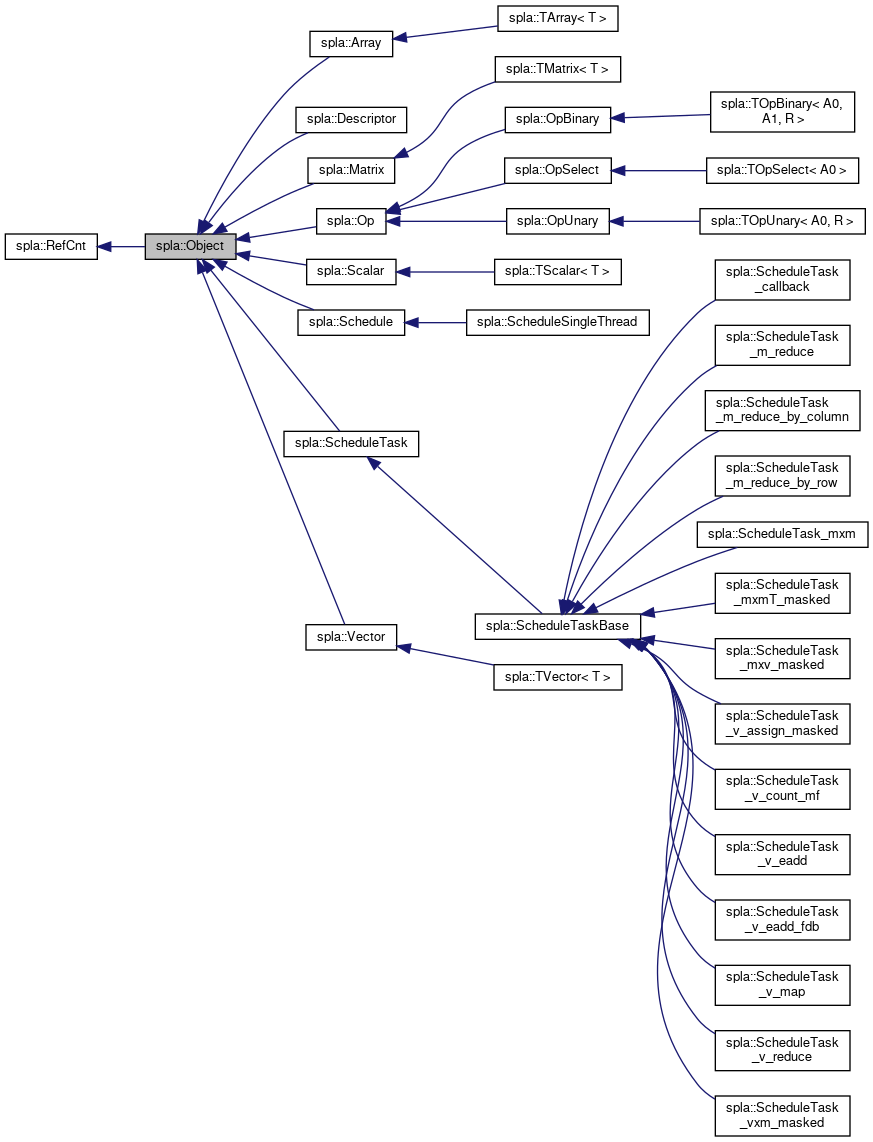 spla::TArray< T >
spla::Array
spla::TMatrix< T >
spla::Descriptor
spla::OpBinary
spla::TOpBinary< A0,
A1, R >
spla::Matrix
spla::OpSelect
spla::TOpSelect< A0 >
spla::Op
spla::OpUnary
spla::TOpUnary< A0, R >
spla::RefCnt
spla::Object
spla::Scalar
spla::TScalar< T >
spla::ScheduleTask
_callback
spla::Schedule
spla::ScheduleSingleThread
spla::ScheduleTask
_m_reduce
spla::ScheduleTask
_m_reduce_by_column
spla::ScheduleTask
spla::ScheduleTask
_m_reduce_by_row
spla::ScheduleTask_mxm
spla::ScheduleTask
_mxmT_masked
spla::ScheduleTaskBase
spla::Vector
spla::ScheduleTask
_mxv_masked
spla::TVector< T >
spla::ScheduleTask
_v_assign_masked
spla::ScheduleTask
_v_count_mf
spla::ScheduleTask
_v_eadd
spla::ScheduleTask
_v_eadd_fdb
spla::ScheduleTask
_v_map
spla::ScheduleTask
_v_reduce
spla::ScheduleTask
_vxm_masked